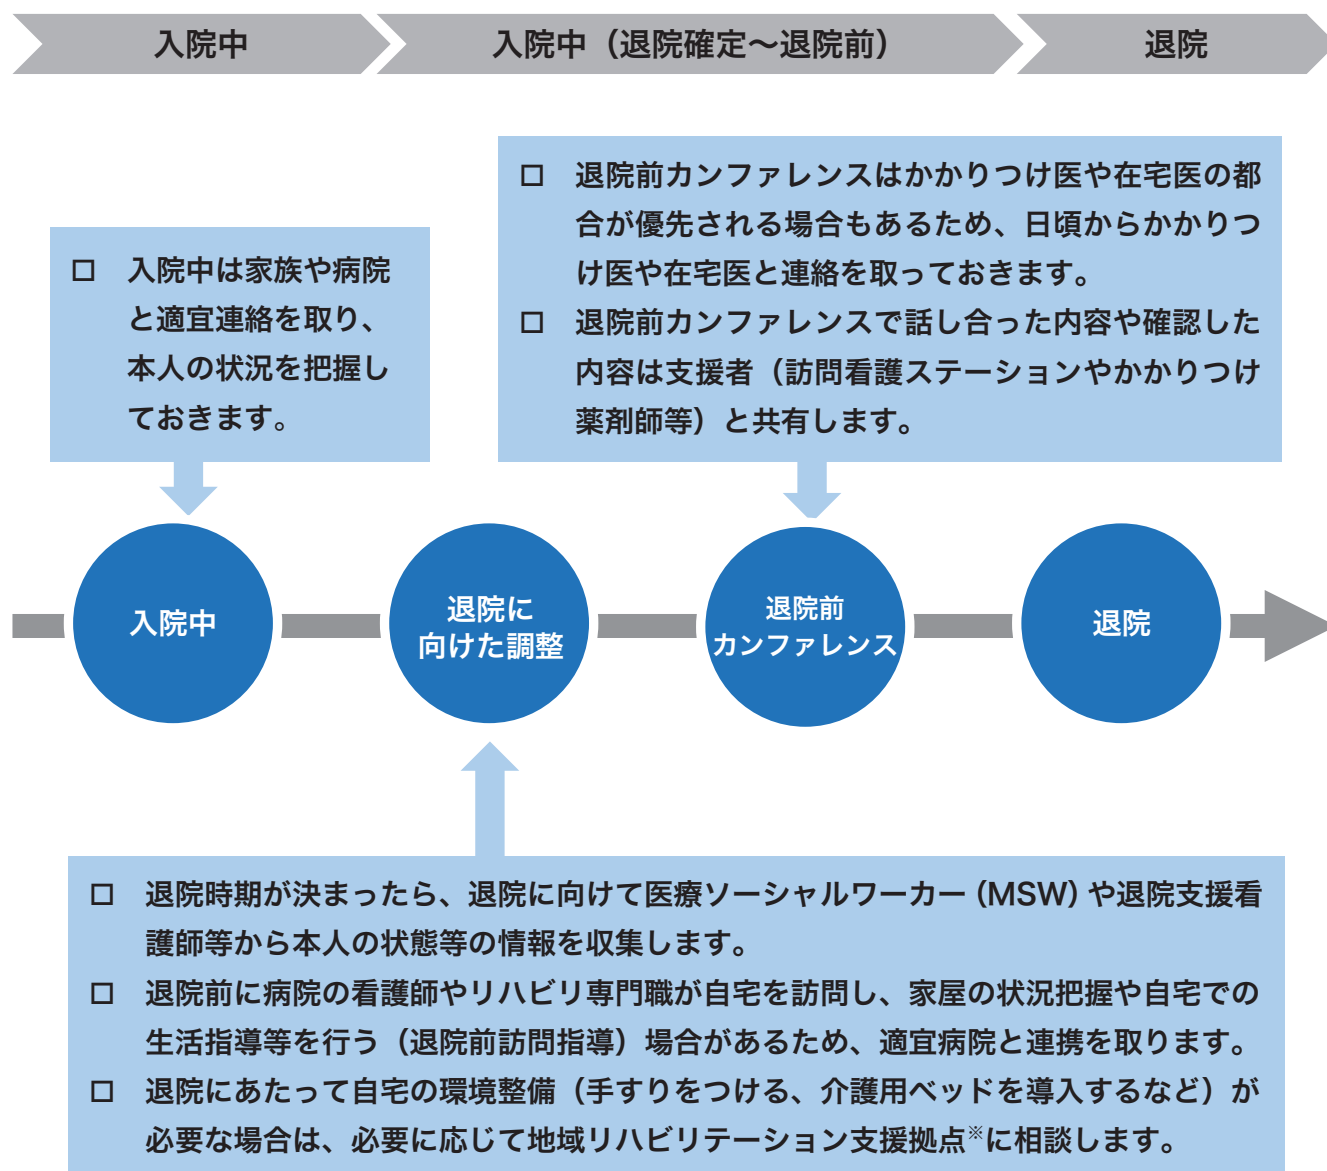 入院中
入院中（退院確定～退院前）
退院
□ 入院中は家族や病院
と適宜連絡を取り、
本人の状況を把握し
ておきます。
□ 退院前カンファレンスはかかりつけ医や在宅医の都
合が優先される場合もあるため、日頃からかかりつ
け医や在宅医と連絡を取っておきます。
□ 退院前カンファレンスで話し合った内容や確認した
内容は支援者（訪問看護ステーションやかかりつけ
薬剤師等）と共有します。
入院中
退院に
向けた調整
退院前
カンファレンス
退院
□ 退院時期が決まったら、退院に向けて医療ソーシャルワーカー（MSW）や退院支援看
護師等から本人の状態等の情報を収集します。
□ 退院前に病院の看護師やリハビリ専門職が自宅を訪問し、家屋の状況把握や自宅での
生活指導等を行う（退院前訪問指導）場合があるため、適宜病院と連携を取ります。
□ 退院にあたって自宅の環境整備（手すりをつける、介護用ベッドを導入するなど）が
必要な場合は、必要に応じて地域リハビリテーション支援拠点※に相談します。